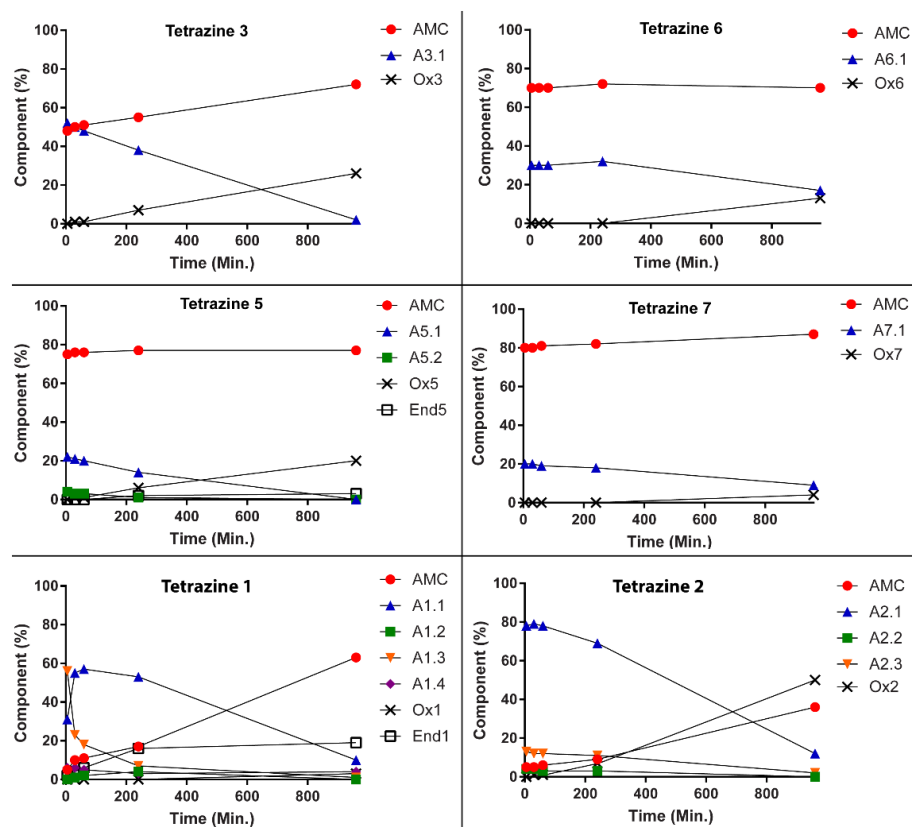 Tetrazine 3
Component (%)
100
80
60
40
20
0
0 200 400 600 800
Time (Min.)
AMC
A3.1
Ox3
Tetrazine 6
Component (%)
100
80
60
40
20
0
0 200 400 600 800
Time (Min.)
AMC
A6.1
Ox6
Tetrazine 5
Component (%)
100
80
60
40
20
0
0 200 400 600 800
Time (Min.)
AMC
A5.1
A5.2
Ox5
End5
Tetrazine 7
Component (%)
100
80
60
40
20
0
0 200 400 600 800
Time (Min.)
AMC
A7.1
Ox7
Tetrazine 1
Component (%)
100
80
60
40
20
0
0 200 400 600 800
Time (Min.)
AMC
A1.1
A1.2
A1.3
A1.4
Ox1
End1
Tetrazine 2
Component (%)
100
80
60
40
20
0
0 200 400 600 800
Time (Min.)
AMC
A2.1
A2.2
A2.3
Ox2